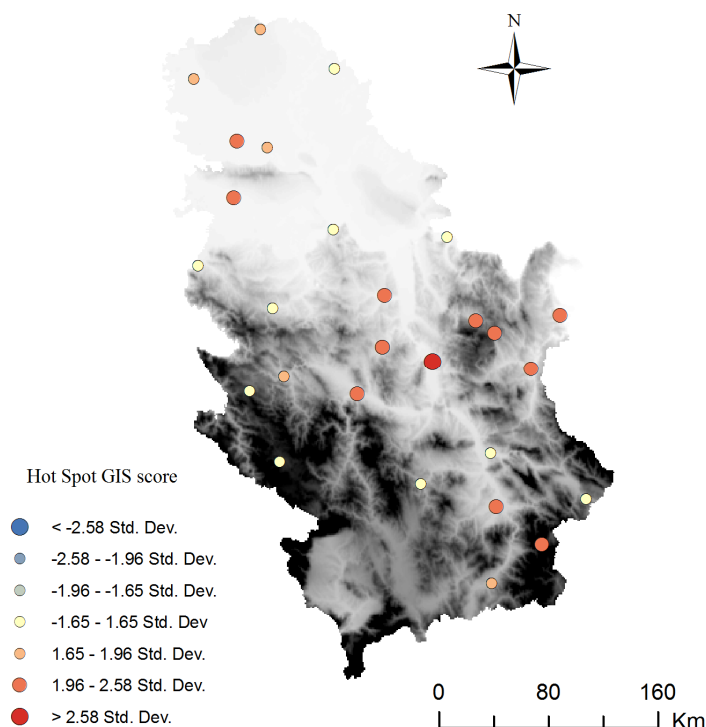 N
Hot Spot GIS score
< -2.58 Std. Dev.
-2.58 - -1.96 Std. Dev.
-1.96 - -1.65 Std. Dev.
-1.65 - 1.65 Std. Dev
1.65 - 1.96 Std. Dev.
1.96 - 2.58 Std. Dev.
> 2.58 Std. Dev.
0 80 160
Km